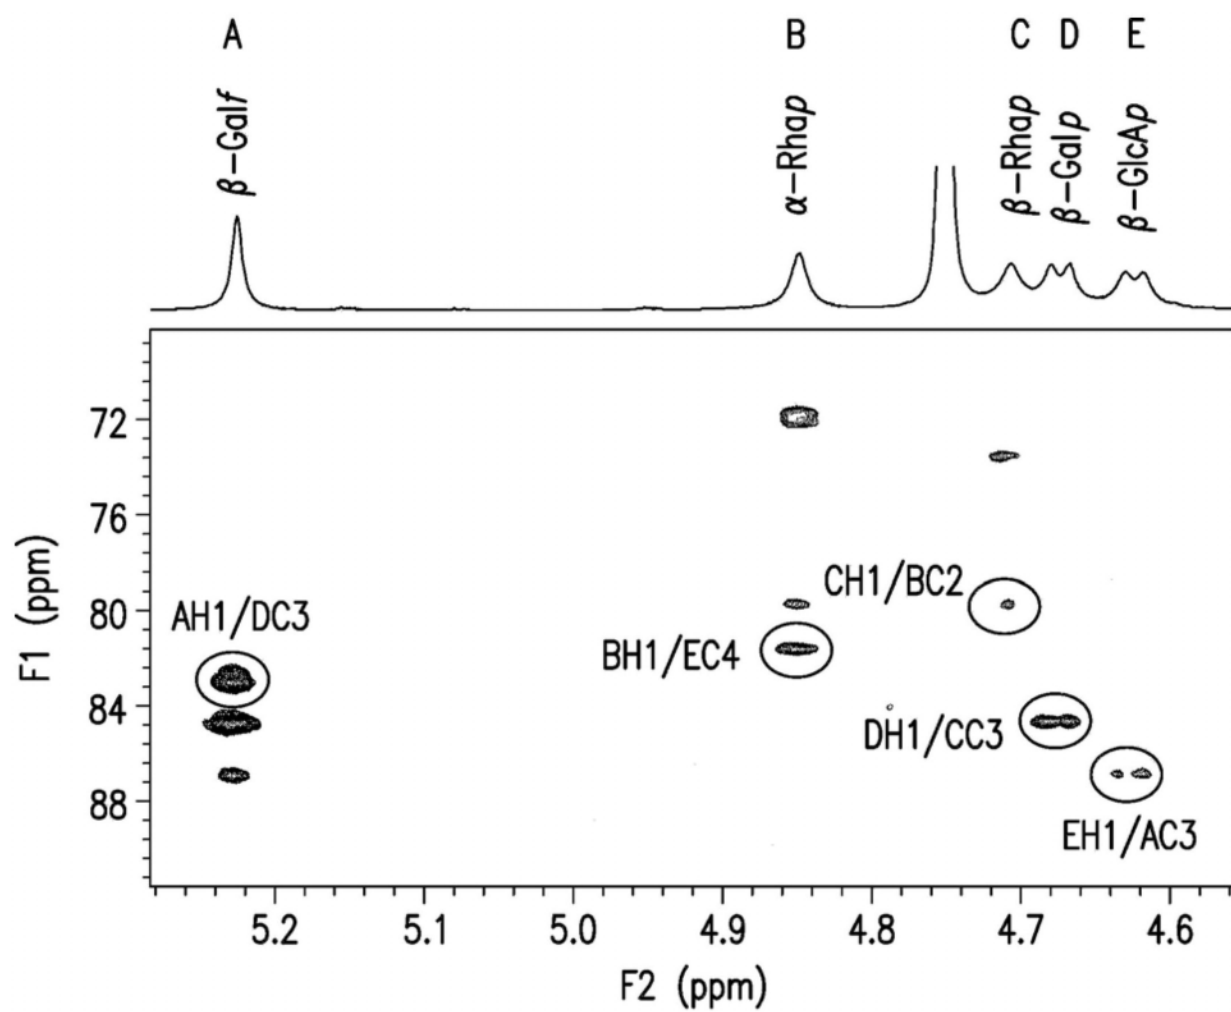 A B C D E
β-Galf α-Rhap β-Rhap β-Galp β-GlcAp
72
76
80
84
88
F1 (ppm)
AH1/DC3
CH1/BC2
BH1/EC4
DH1/CC3
EH1/AC3
5.2 5.1 5.0 4.9 4.8 4.7 4.6
F2 (ppm)